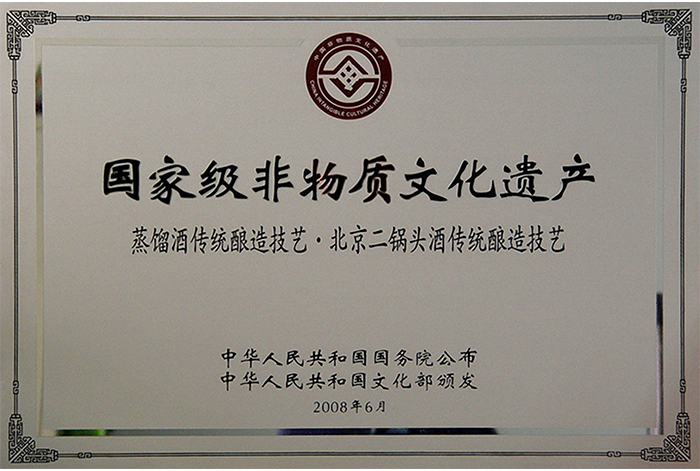 中国非物质文化遗产
CHINA INTANGIBLE CULTURAL HERITAGE
国家级非物质文化遗产
蒸馏酒传统酿造技艺·北京二锅头酒传统酿造技艺
中华人民共和国国务院公布
中华人民共和国文化部颁发
2008年6月